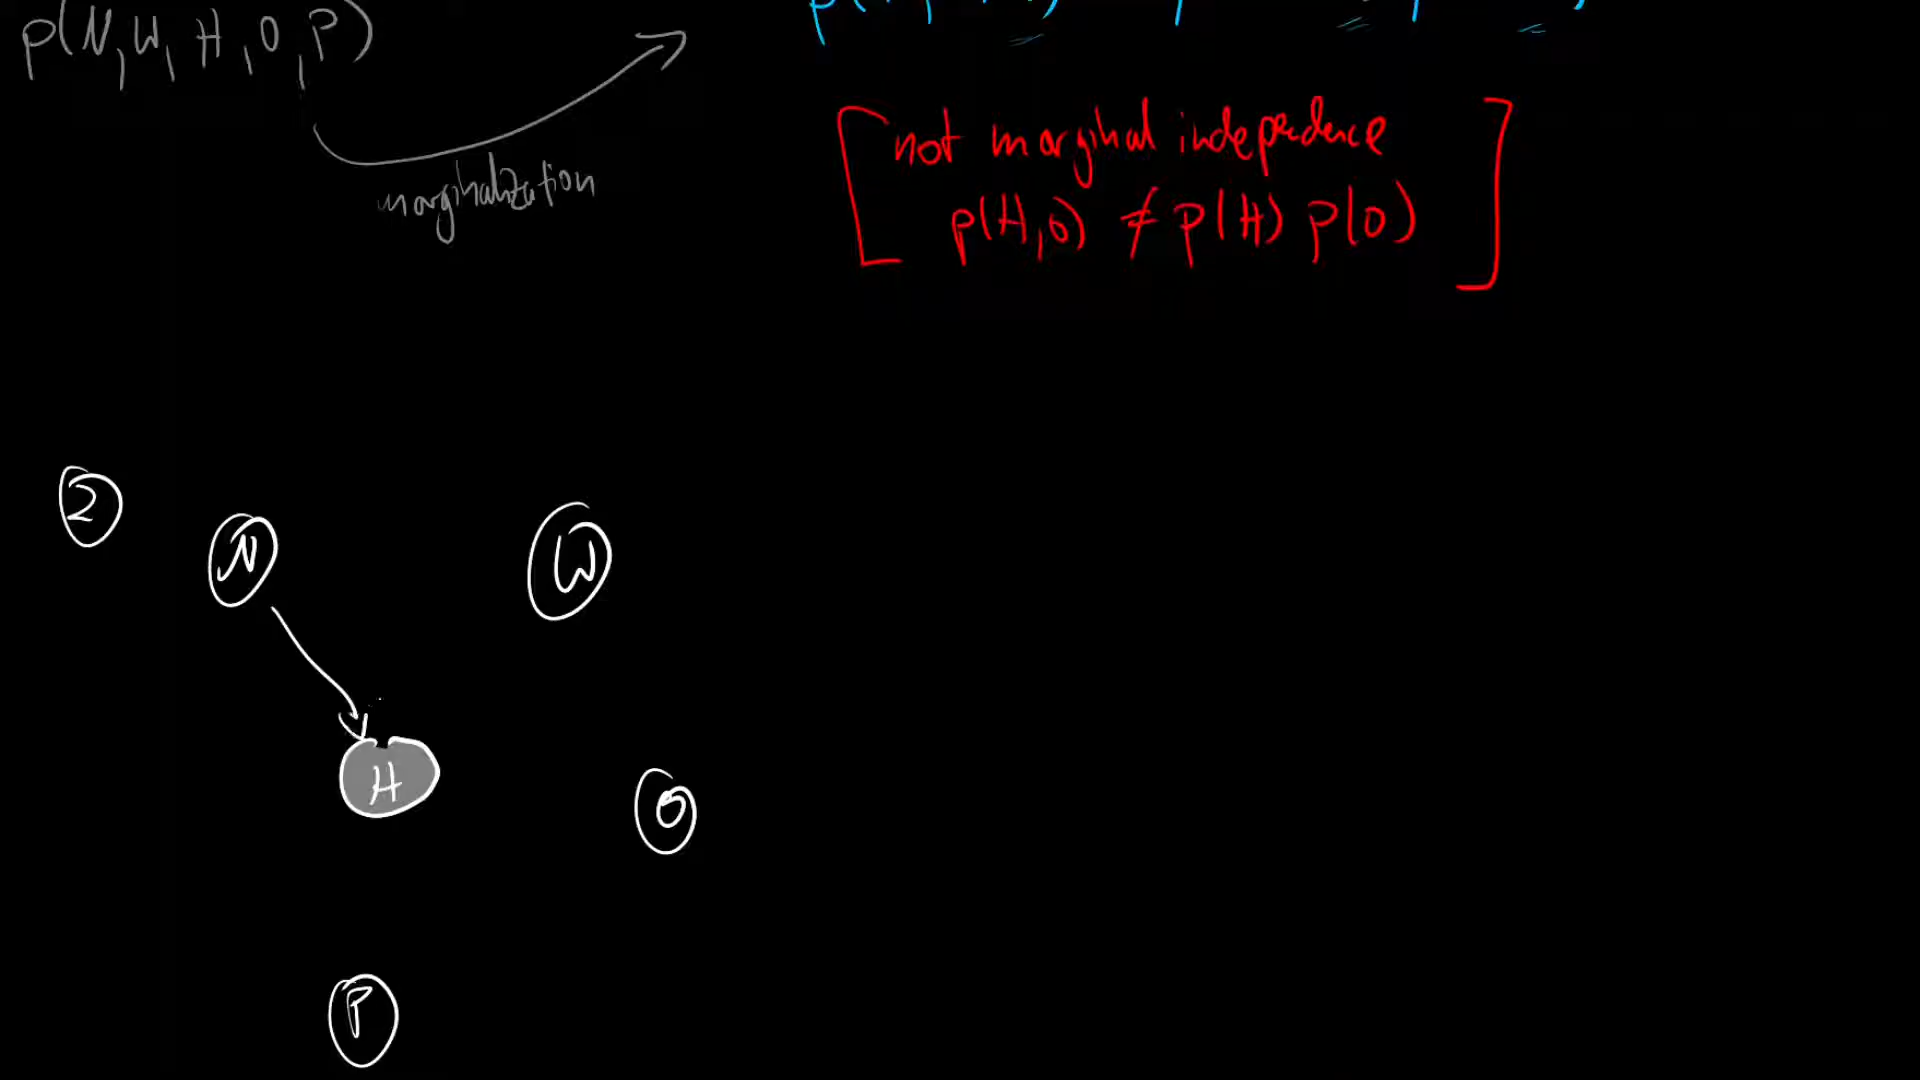 p(N,W,H,O,P)
marginalization
not marginal independence
p(H,O) ≠ p(H) p(O)
2
N
W
H
O
P